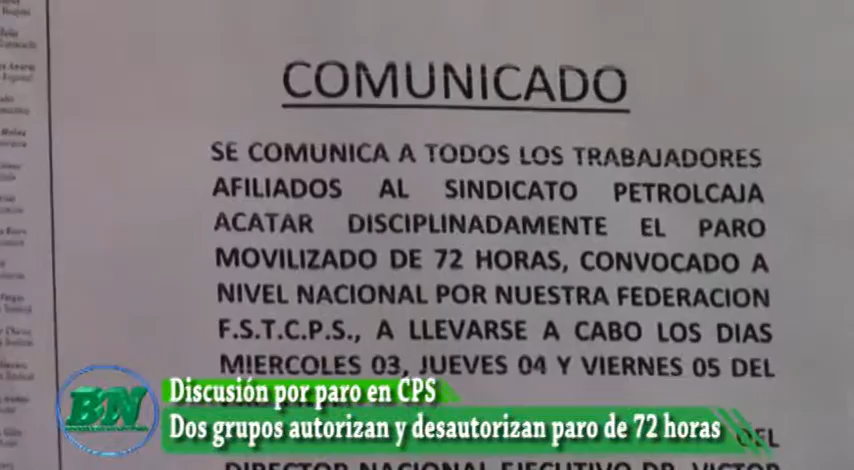 COMUNICADO
SE COMUNICA A TODOS LOS TRABAJADORES
AFILIADOS AL SINDICATO PETROLCAJA
ACATAR DISCIPLINADAMENTE EL PARO
MOVILIZADO DE 72 HORAS, CONVOCADO A
NIVEL NACIONAL POR NUESTRA FEDERACION
F.S.T.C.P.S., A LLEVARSE A CABO LOS DIAS
MIERCOLES 03, JUEVES 04 Y VIERNES 05 DEL
BN
Discusión por paro en CPS
Dos grupos autorizan y desautorizan paro de 72 horas
DEL
DIRECTOR NACIONAL EJECUTIVO DR. VICTOR